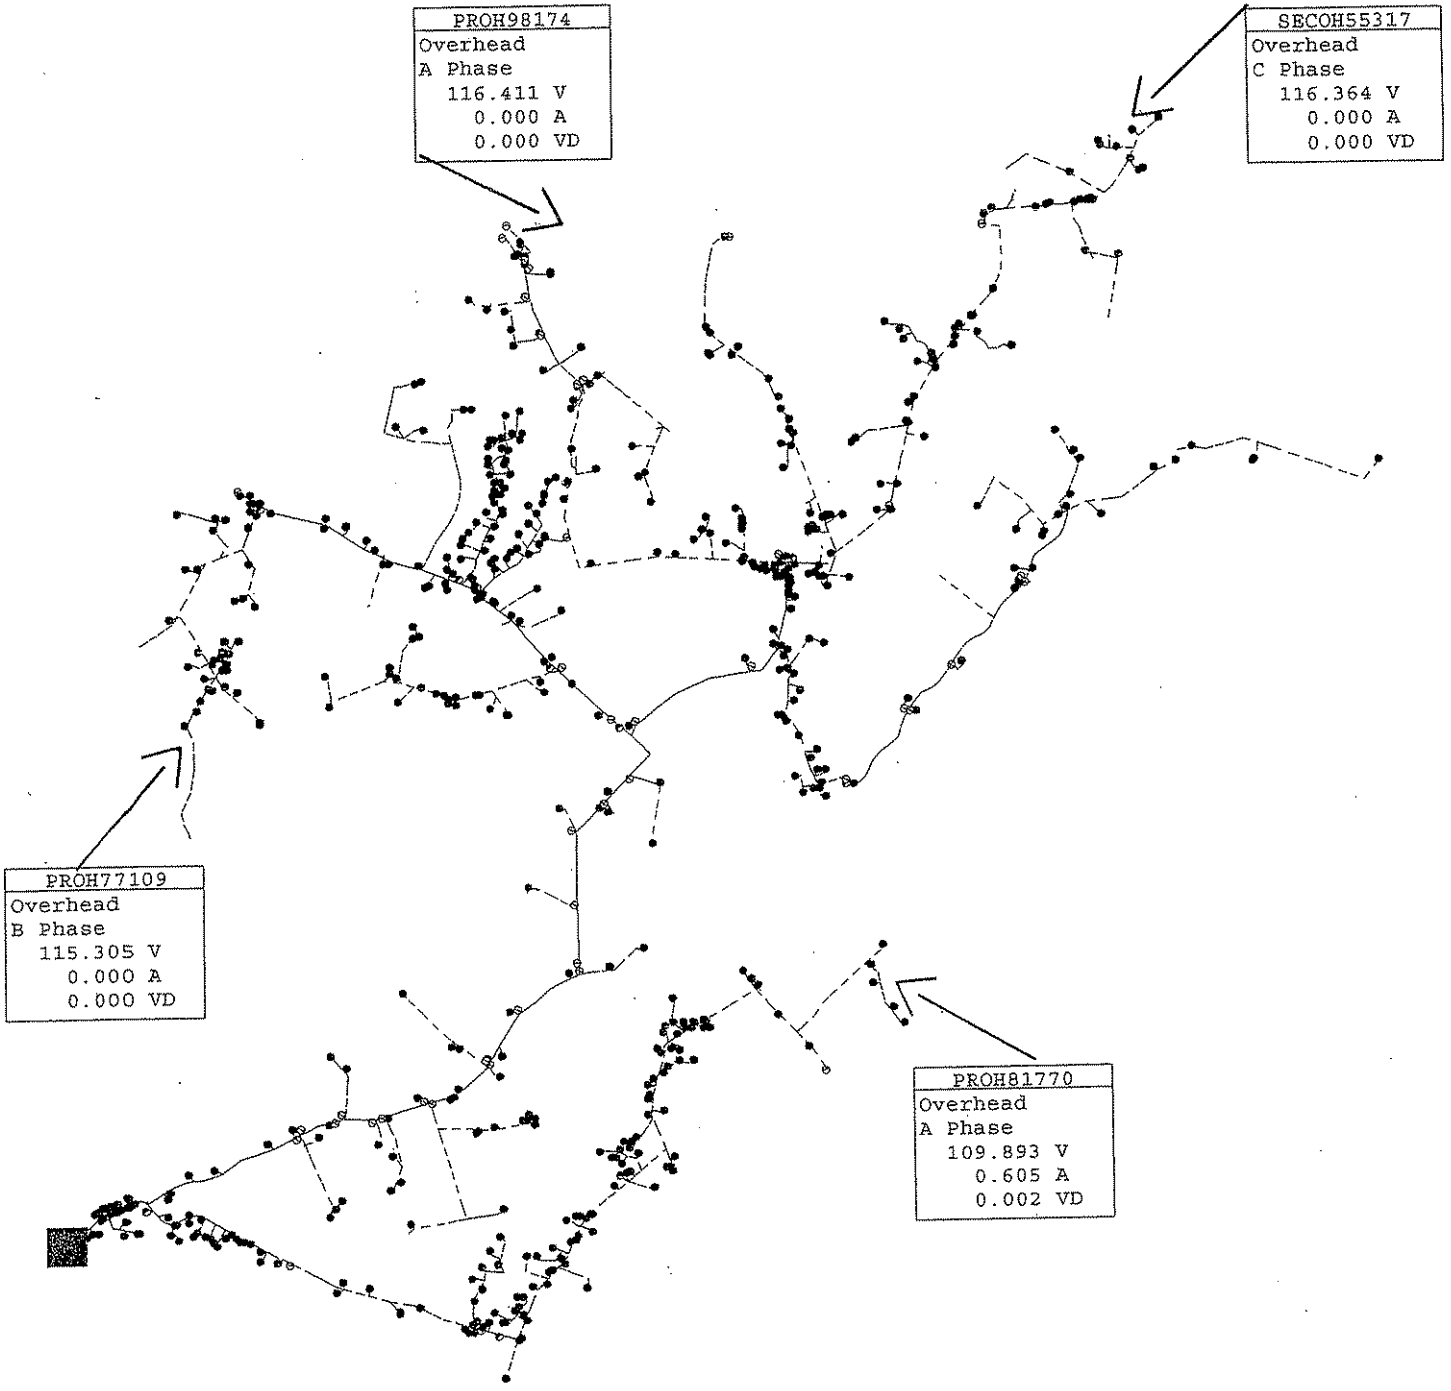 PROH98174
Overhead
A Phase
116.411 V
0.000 A
0.000 VD
SECOH55317
Overhead
C Phase
116.364 V
0.000 A
0.000 VD
PROH77109
Overhead
B Phase
115.305 V
0.000 A
0.000 VD
PROH81770
Overhead
A Phase
109.893 V
0.605 A
0.002 VD